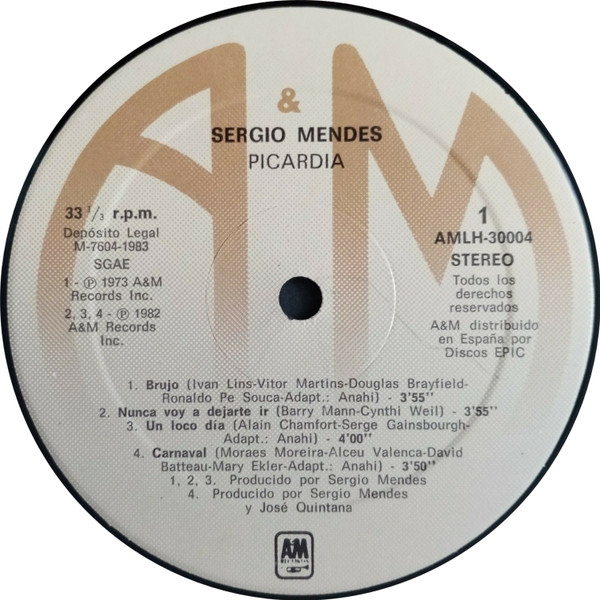 A&M
SERGIO MENDES
PICARDIA
33 1/3 r.p.m.
Depósito Legal
M-7604-1983
SGAE
1 - Ⓟ 1973 A&M
Records Inc.
2, 3, 4 - Ⓟ 1982
A&M Records
Inc.
1
AMLH-30004
STEREO
Todos los
derechos
reservados
A&M distribuido
en España por
Discos EPIC
1. Brujo (Ivan Lins-Vitor Martins-Douglas Brayfield-
Ronaldo Pe Souca-Adapt.: Anahi) - 3'55''
2. Nunca voy a dejarte ir (Barry Mann-Cynthi Weil) - 3'55''
3. Un loco día (Alain Chamfort-Serge Gainsbourgh-
Adapt.: Anahi) - 4'00''
4. Carnaval (Moraes Moreira-Alceu Valenca-David
Batteau-Mary Ekler-Adapt.: Anahi) - 3'50''
1, 2, 3. Producido por Sergio Mendes
4. Producido por Sergio Mendes
y José Quintana
A&M
RECORDS